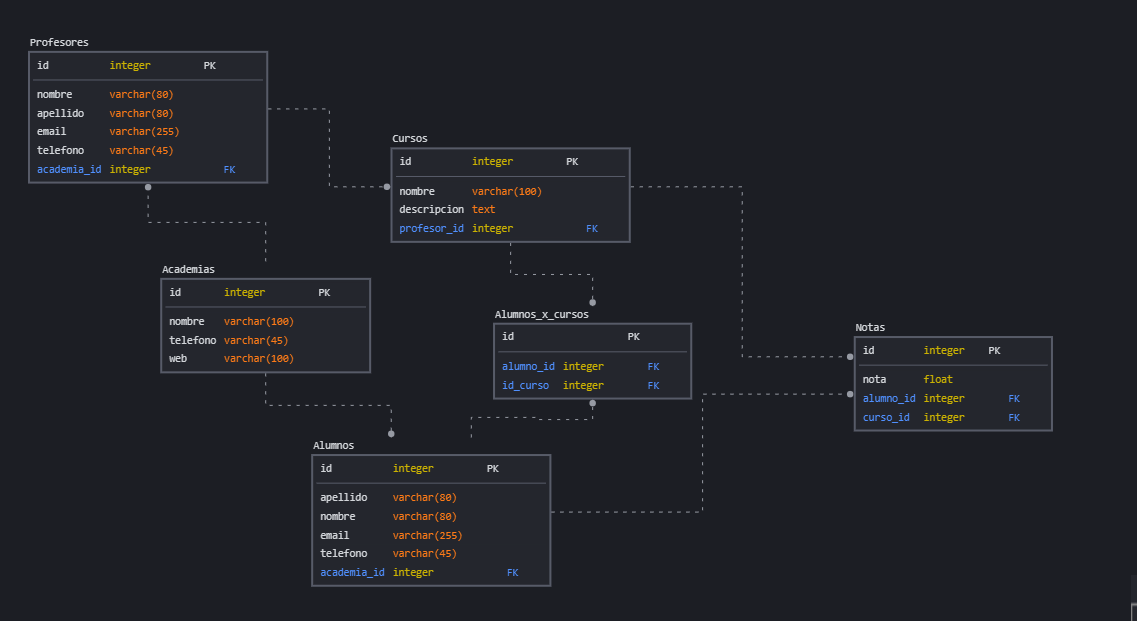 Profesores
id integer PK
nombre varchar(80)
apellido varchar(80)
email varchar(255)
telefono varchar(45)
academia_id integer FK
Cursos
id integer PK
nombre varchar(100)
descripcion text
profesor_id integer FK
Academias
id integer PK
nombre varchar(100)
telefono varchar(45)
web varchar(100)
Alumnos_x_cursos
id PK
alumno_id integer FK
id_curso integer FK
Notas
id integer PK
nota float
alumno_id integer FK
curso_id integer FK
Alumnos
id integer PK
apellido varchar(80)
nombre varchar(80)
email varchar(255)
telefono varchar(45)
academia_id integer FK